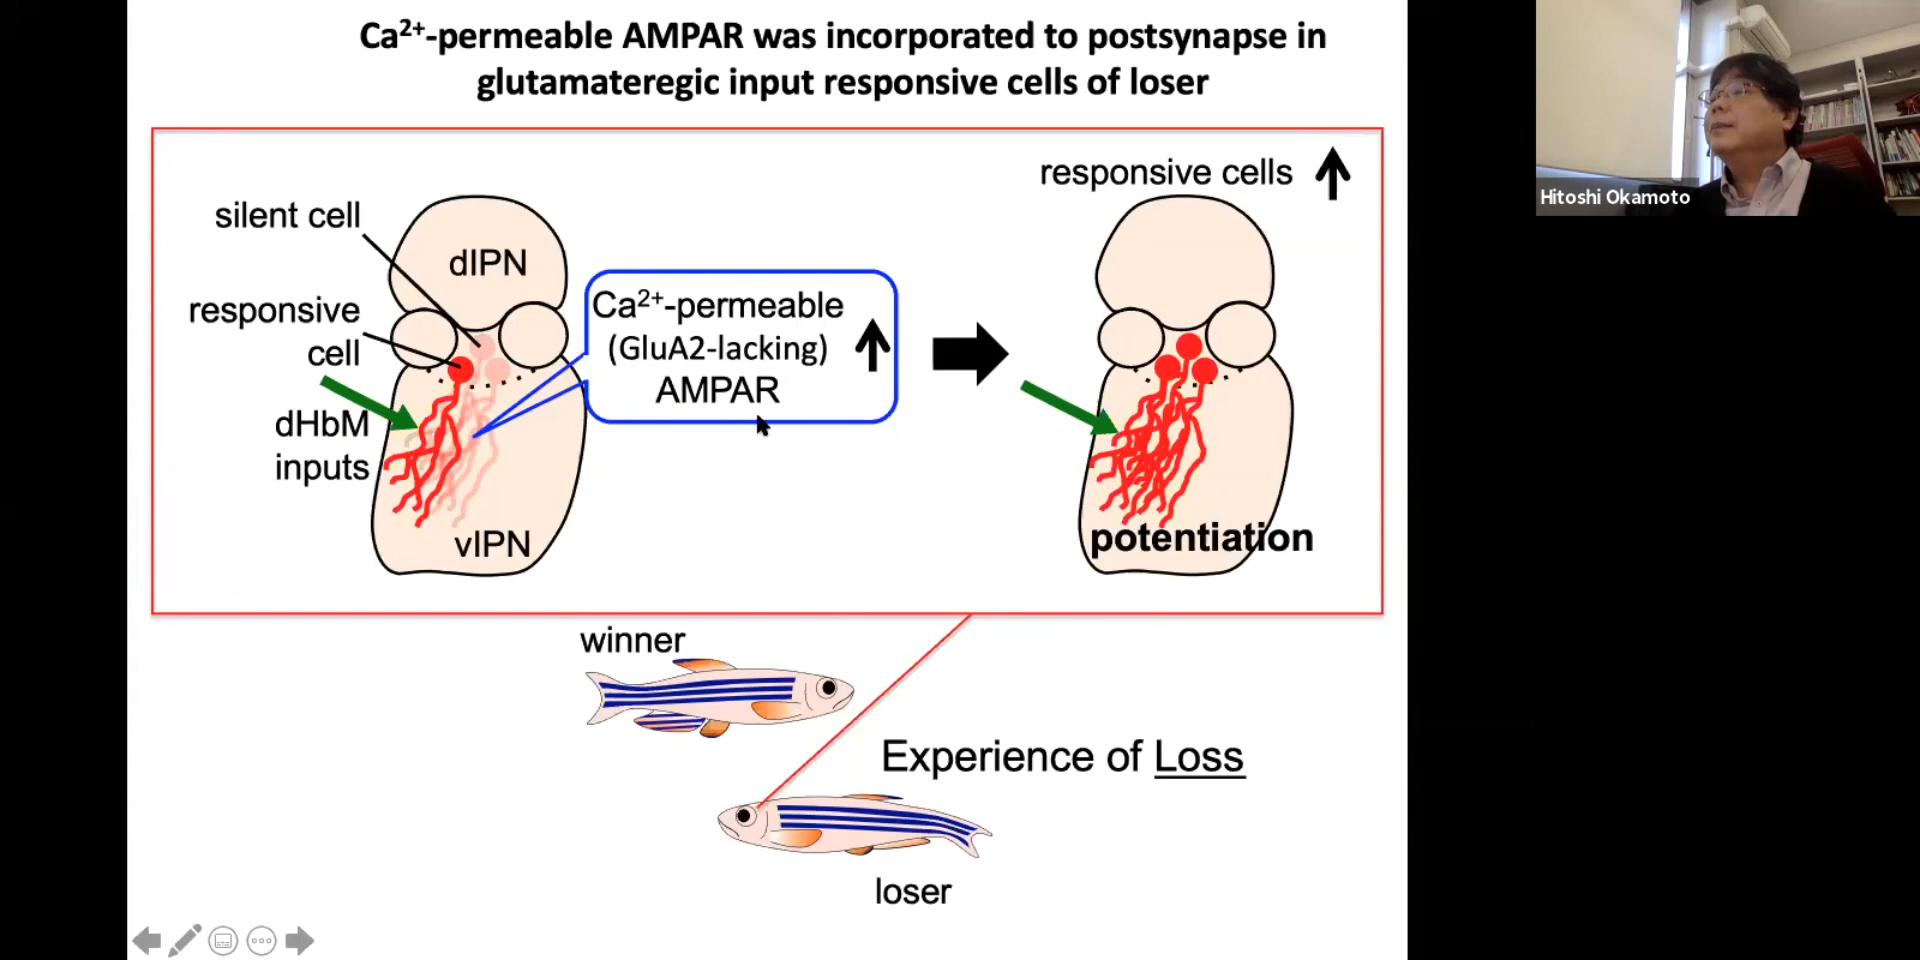 Ca²⁺-permeable AMPAR was incorporated to postsynapse in
glutamateregic input responsive cells of loser
silent cell
responsive
cell
dHbM
inputs
dIPN
vIPN
Ca²⁺-permeable
(GluA2-lacking)
AMPAR
responsive cells
potentiation
winner
Experience of Loss
loser
Hitoshi Okamoto